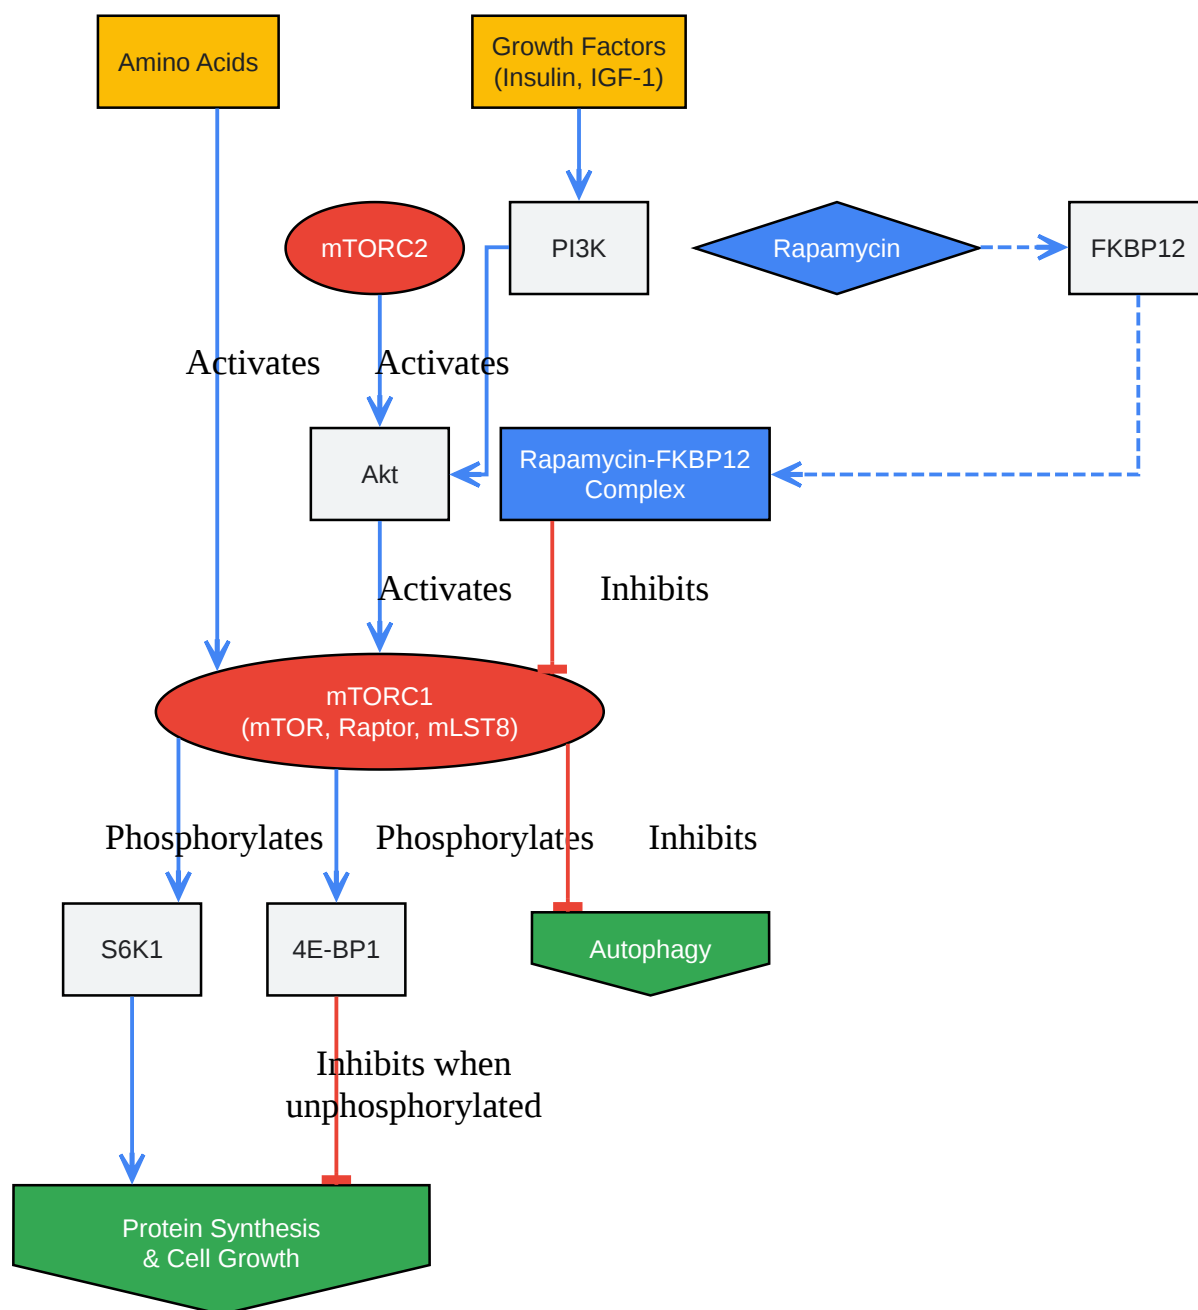 Amino Acids
Growth Factors
(Insulin, IGF-1)
mTORC2
PI3K
Rapamycin
FKBP12
Activates
Activates
Akt
Rapamycin-FKBP12
Complex
Activates
Inhibits
mTORC1
(mTOR, Raptor, mLST8)
Phosphorylates
Phosphorylates
Inhibits
S6K1
4E-BP1
Autophagy
Inhibits when
unphosphorylated
Protein Synthesis
& Cell Growth